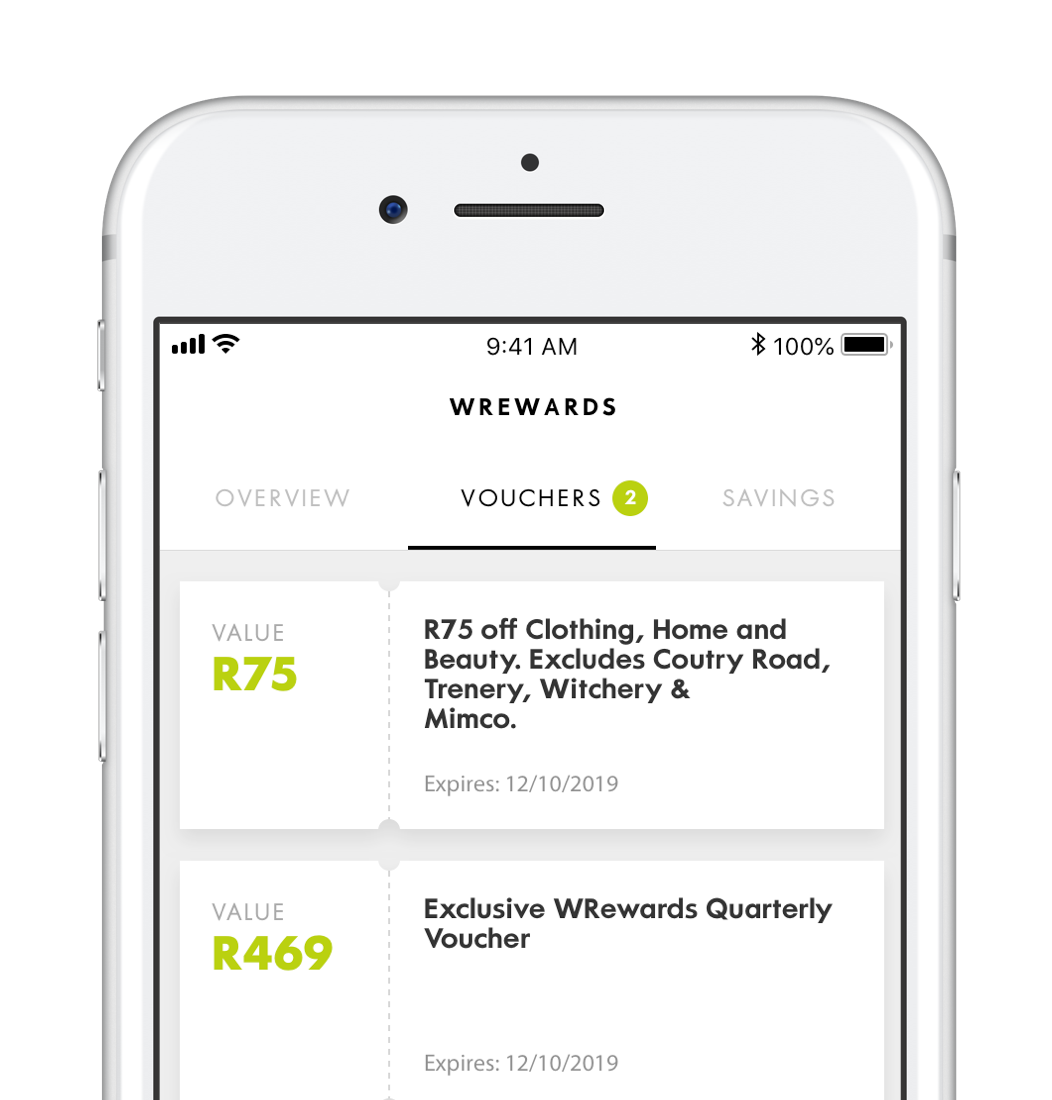 9:41 AM
100%
WREWARDS
OVERVIEW
VOUCHERS 2
SAVINGS
VALUE
R75
R75 off Clothing, Home and
Beauty. Excludes Coutry Road,
Trenery, Witchery &
Mimco.
Expires: 12/10/2019
VALUE
R469
Exclusive WRewards Quarterly
Voucher
Expires: 12/10/2019